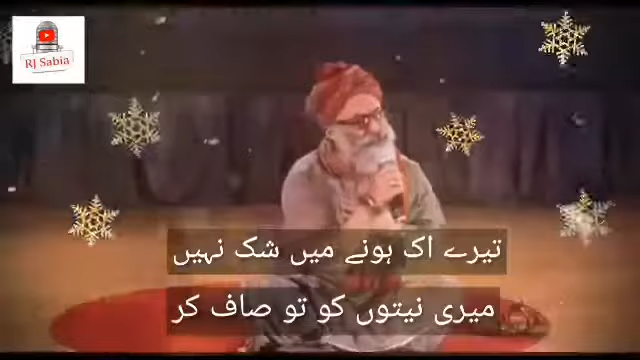 RJ Sabia
تیرے اک ہونے میں شک نہیں
میری نیتوں کو تو صاف کر